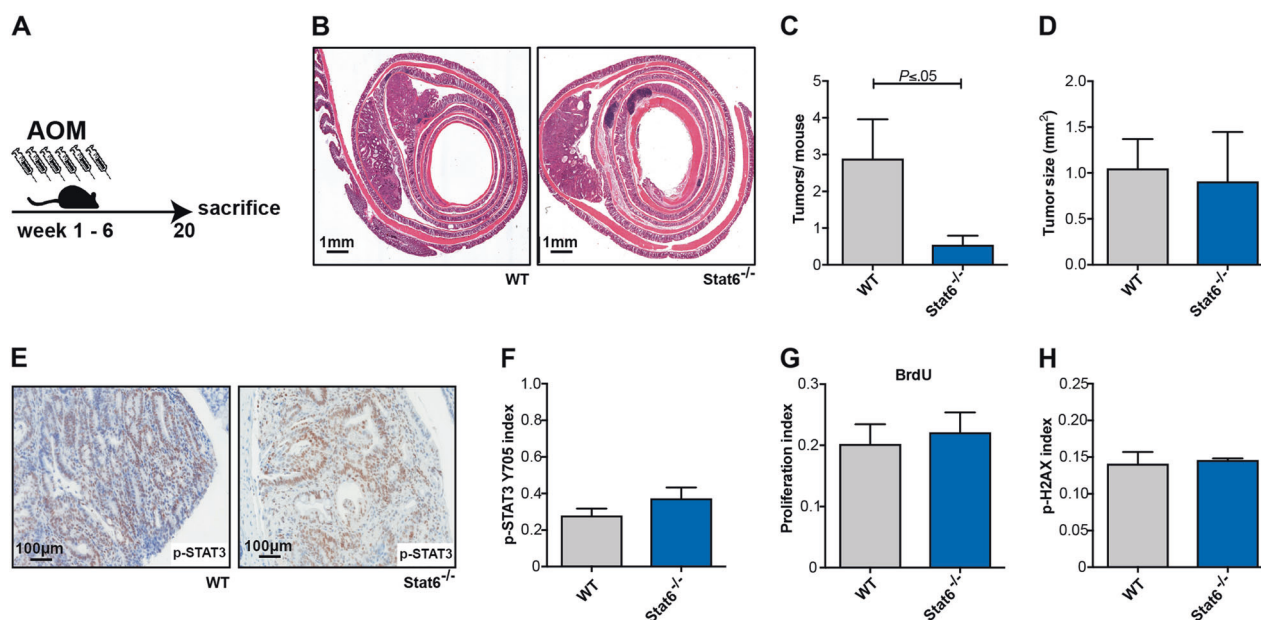 A
AOM
week 1 - 6
20
sacrifice
B
1mm
WT
1mm
Stat6-/-
C
P≤.05
Tumors/ mouse
5
4
3
2
1
0
WT
Stat6-/-
D
Tumor size (mm2)
2.0
1.5
1.0
0.5
0.0
WT
Stat6-/-
E
100µm
p-STAT3
WT
100µm
p-STAT3
Stat6-/-
F
p-STAT3 Y705 index
1.0
0.8
0.6
0.4
0.2
0
WT
Stat6-/-
G
BrdU
Proliferation index
0.3
0.2
0.1
0.0
WT
Stat6-/-
H
p-H2AX index
0.25
0.20
0.15
0.10
0.05
0.00
WT
Stat6-/-